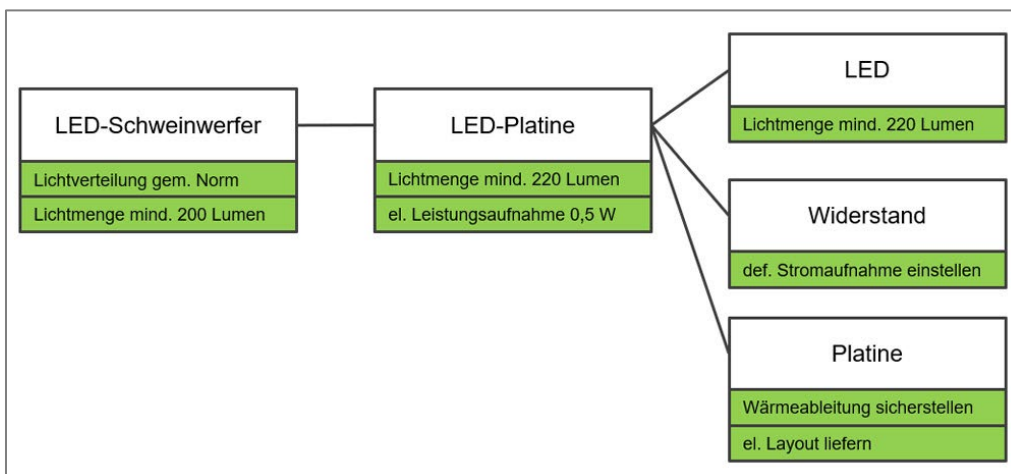 LED-Schweinwerfer
Lichtverteilung gem. Norm
Lichtmenge mind. 200 Lumen
LED-Platine
Lichtmenge mind. 220 Lumen
el. Leistungsaufnahme 0,5 W
LED
Lichtmenge mind. 220 Lumen
Widerstand
def. Stromaufnahme einstellen
Platine
Wärmeableitung sicherstellen
el. Layout liefern